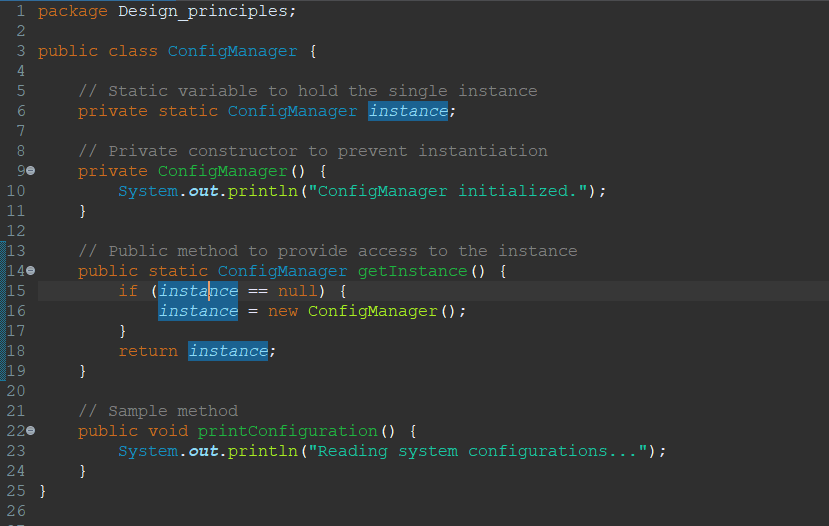 1 package Design_principles;
2
3 public class ConfigManager {
4
5     // Static variable to hold the single instance
6     private static ConfigManager instance;
7
8     // Private constructor to prevent instantiation
9     private ConfigManager() {
10         System.out.println("ConfigManager initialized.");
11     }
12
13     // Public method to provide access to the instance
14     public static ConfigManager getInstance() {
15         if (instance == null) {
16             instance = new ConfigManager();
17         }
18         return instance;
19     }
20
21     // Sample method
22     public void printConfiguration() {
23         System.out.println("Reading system configurations...");
24     }
25 }
26